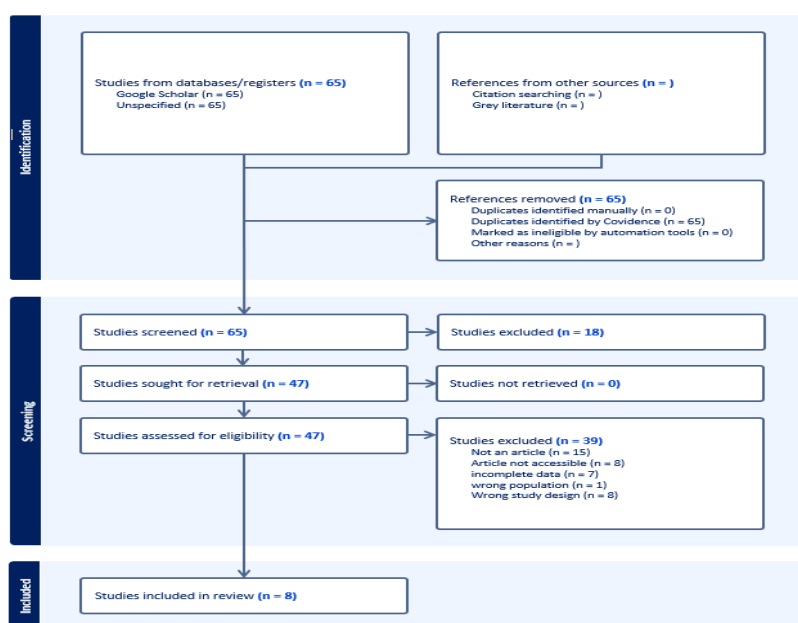 Identification
Studies from databases/registers (n = 65)
Google Scholar (n = 65)
Unspecified (n = 65)
References from other sources (n = )
Citation searching (n = )
Grey literature (n = )
References removed (n = 65)
Duplicates identified manually (n = 0)
Duplicates identified by Covidence (n = 65)
Marked as ineligible by automation tools (n = 0)
Other reasons (n = )
Screening
Studies screened (n = 65)
Studies excluded (n = 18)
Studies sought for retrieval (n = 47)
Studies not retrieved (n = 0)
Studies assessed for eligibility (n = 47)
Studies excluded (n = 39)
Not an article (n = 15)
Article not accessible (n = 8)
incomplete data (n = 7)
wrong population (n = 1)
Wrong study design (n = 8)
Included
Studies included in review (n = 8)